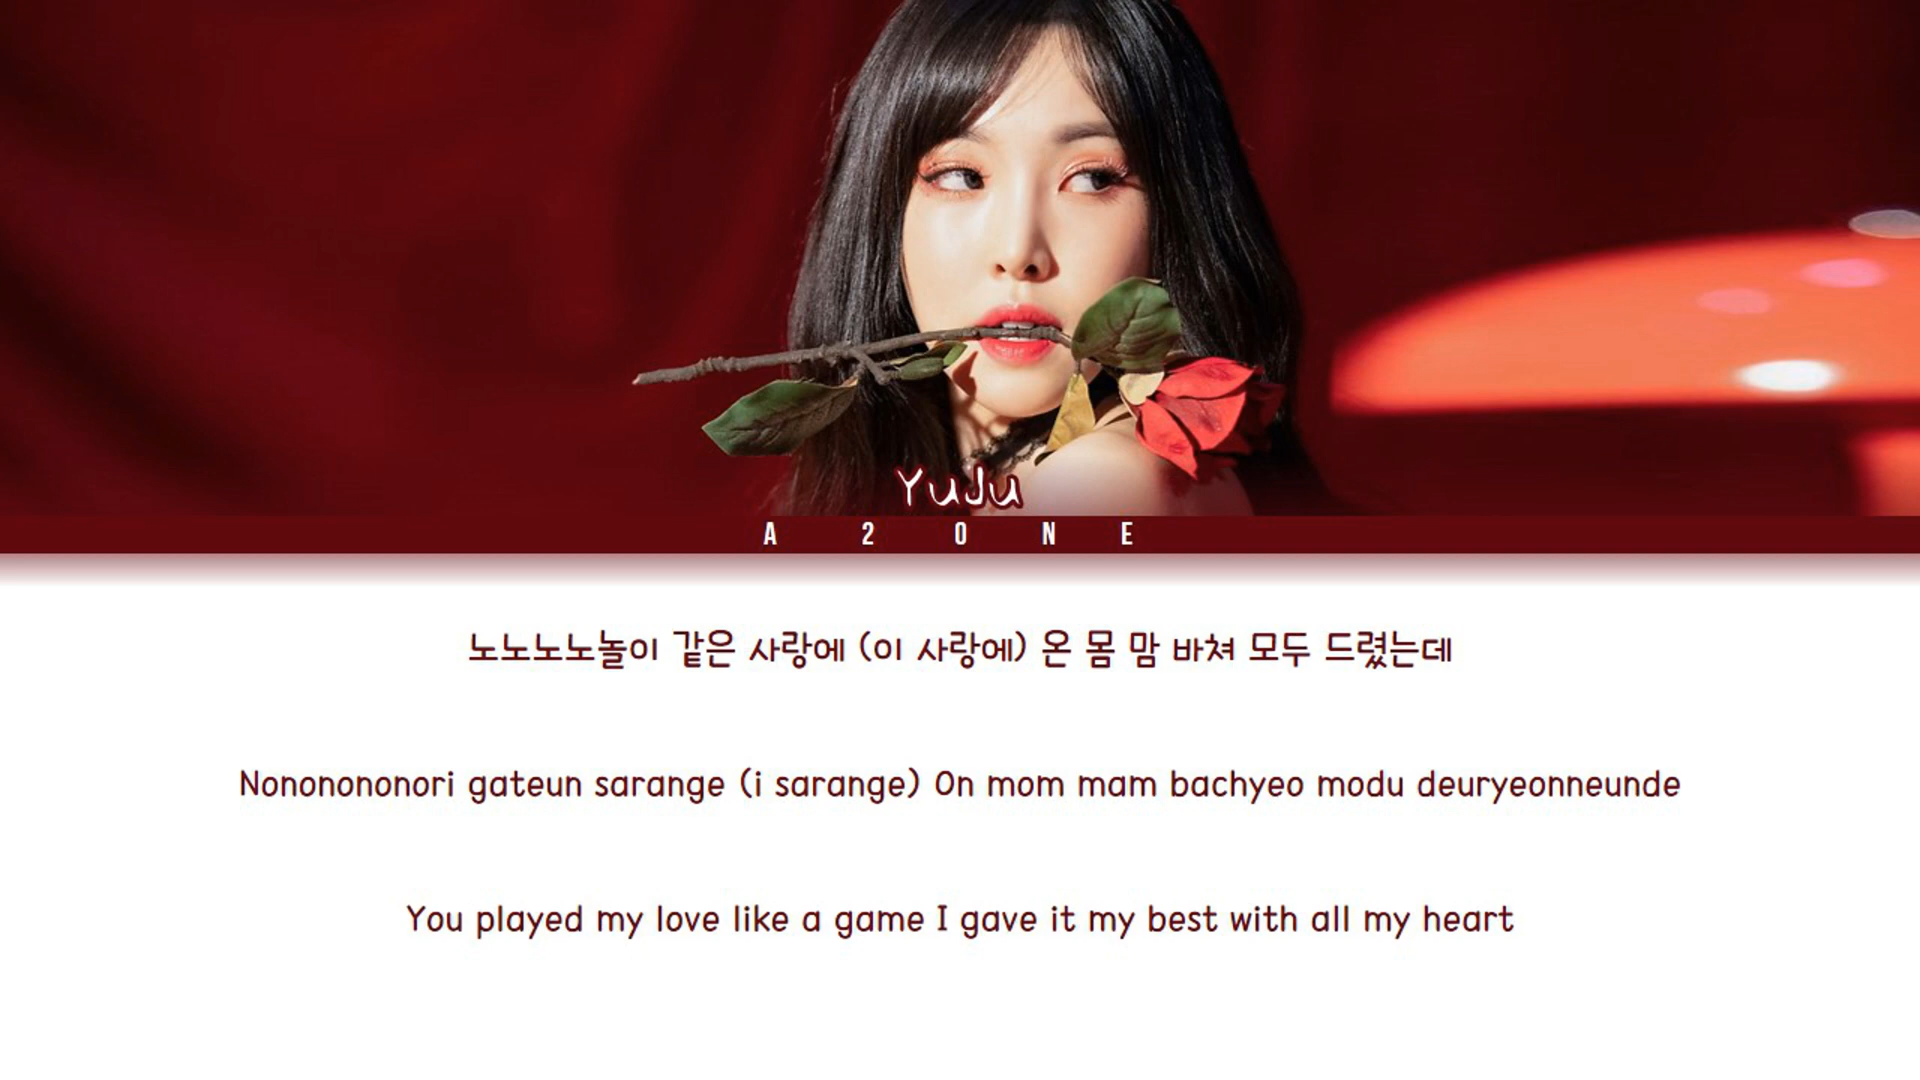 YuJu
A 2 O N E
노노노노놀이 같은 사랑에 (이 사랑에) 온 몸 맘 바쳐 모두 드렸는데
Nonononononori gateun sarange (i sarange) On mom mam bachyeo modu deuryeonneunde
You played my love like a game I gave it my best with all my heart